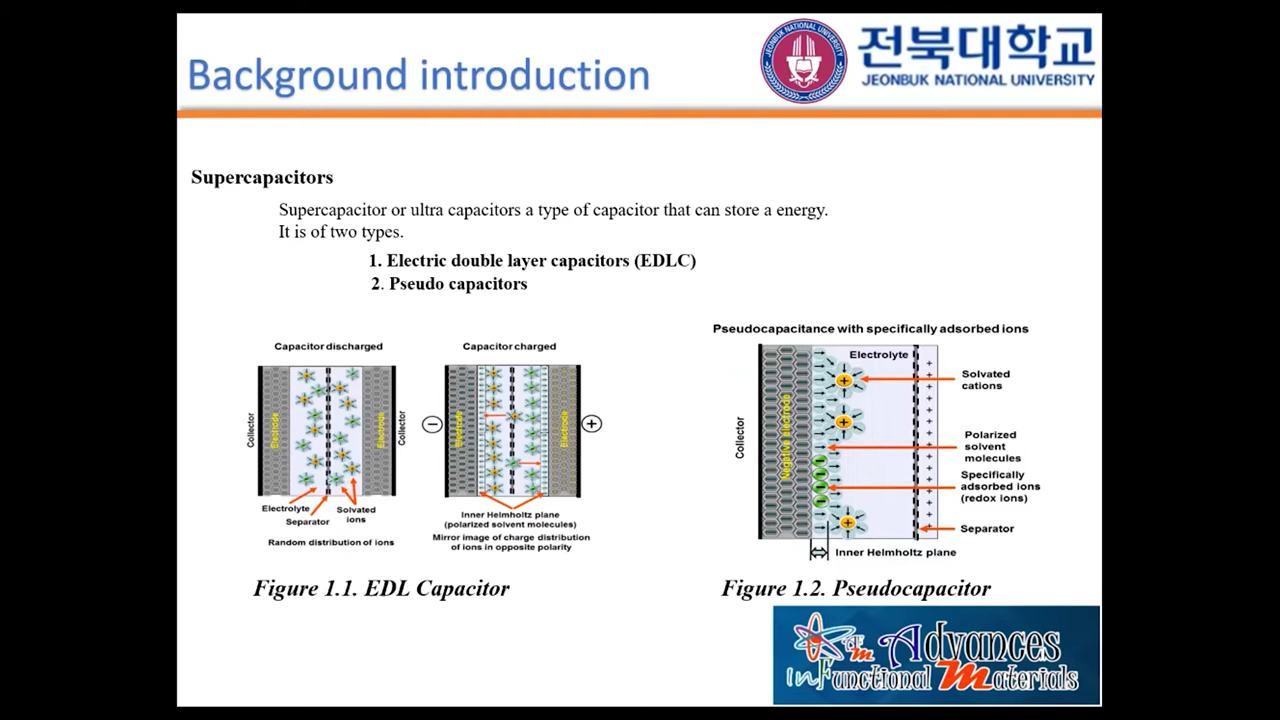 Background introduction
JEONBUK NATIONAL UNIVERSITY
전북대학교
JEONBUK NATIONAL UNIVERSITY
Supercapacitors
Supercapacitor or ultra capacitors a type of capacitor that can store a energy.
It is of two types.
1. Electric double layer capacitors (EDLC)
2. Pseudo capacitors
Capacitor discharged
Collector
Electrode
Electrode
Collector
Electrolyte
Separator
Solvated
ions
Random distribution of ions
Capacitor charged
−
Electrode
Electrode
+
Inner Helmholtz plane
(polarized solvent molecules)
Mirror image of charge distribution
of ions in opposite polarity
Figure 1.1. EDL Capacitor
Pseudocapacitance with specifically adsorbed ions
Collector
Negative electrode
Electrolyte
Solvated
cations
Polarized
solvent
molecules
Specifically
adsorbed ions
(redox ions)
Separator
Inner Helmholtz plane
Figure 1.2. Pseudocapacitor
Advances
in Functional Materials